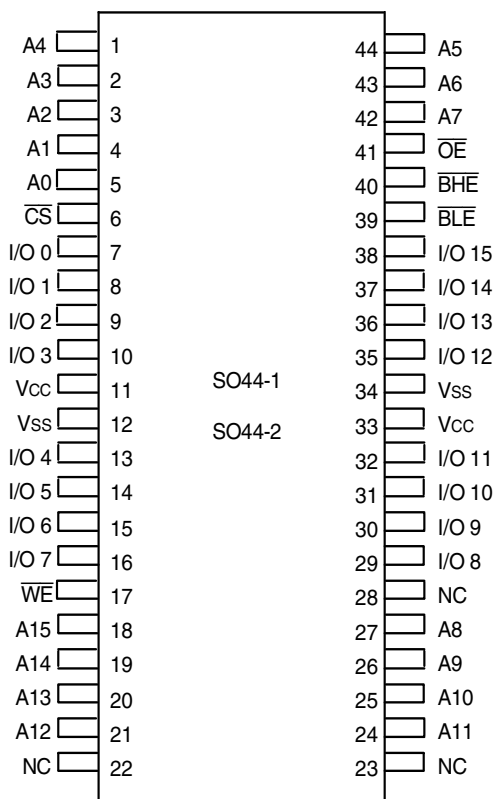 A4 1 44 A5
A3 2 43 A6
A2 3 42 A7
A1 4 41 OE
A0 5 40 BHE
CS 6 39 BLE
I/O 0 7 38 I/O 15
I/O 1 8 37 I/O 14
I/O 2 9 36 I/O 13
I/O 3 10 35 I/O 12
VCC 11 SO44-1 34 VSS
VSS 12 SO44-2 33 VCC
I/O 4 13 32 I/O 11
I/O 5 14 31 I/O 10
I/O 6 15 30 I/O 9
I/O 7 16 29 I/O 8
WE 17 28 NC
A15 18 27 A8
A14 19 26 A9
A13 20 25 A10
A12 21 24 A11
NC 22 23 NC